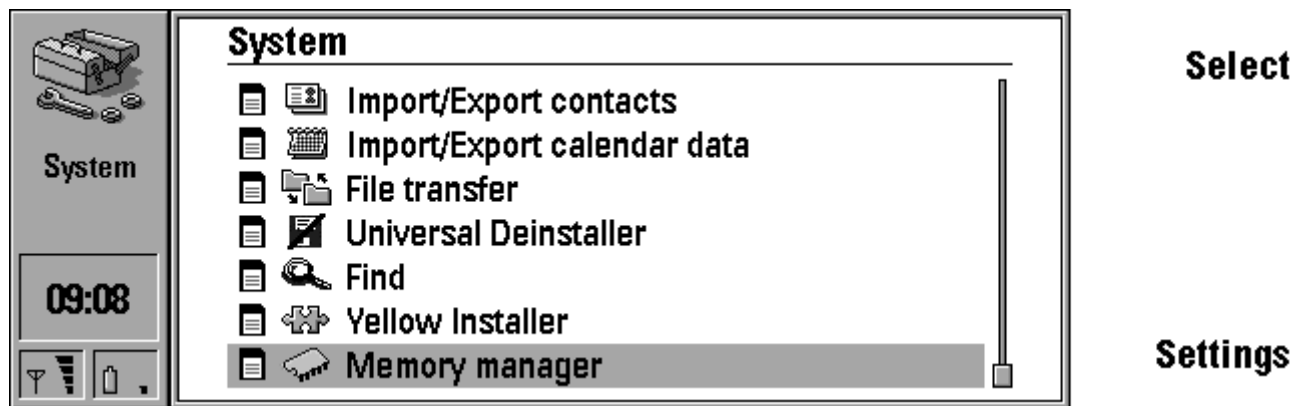 System
09:08
System
Import/Export contacts
Import/Export calendar data
File transfer
Universal Deinstaller
Find
Yellow Installer
Memory manager
Select
Settings